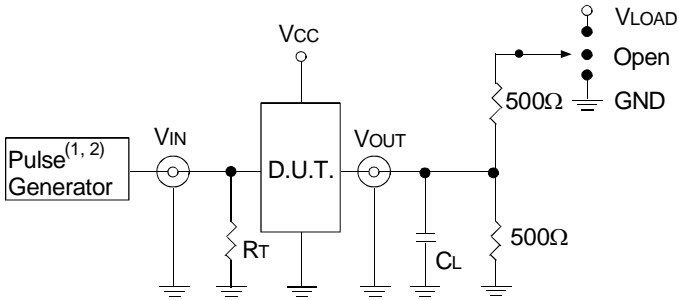 VLOAD
VCC
Open
500Ω
GND
VIN
VOUT
Pulse(1, 2)
Generator
D.U.T.
RT
CL
500Ω